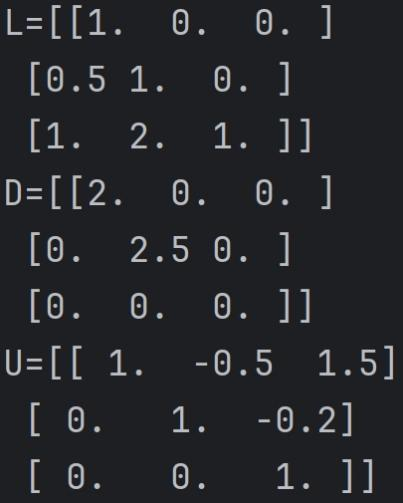 L=[[1.  0.  0. ]
 [0.5 1.  0. ]
 [1.  2.  1. ]]
D=[[2.  0.  0. ]
 [0.  2.5 0. ]
 [0.  0.  0. ]]
U=[[ 1.  -0.5  1.5]
 [ 0.   1.  -0.2]
 [ 0.   0.   1. ]]